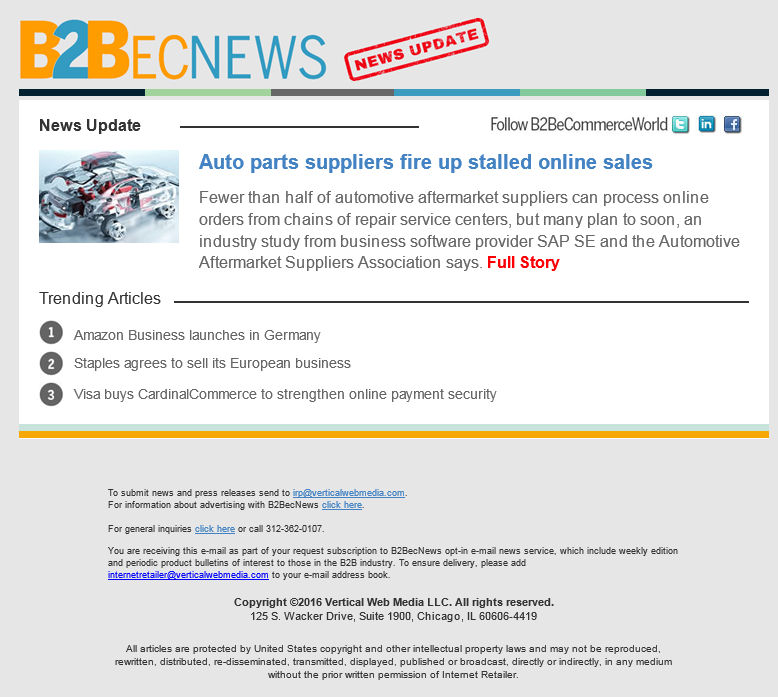 B2BECNEWS
NEWS UPDATE
News Update
Follow B2BeCommerceWorld
Auto parts suppliers fire up stalled online sales
Fewer than half of automotive aftermarket suppliers can process online
orders from chains of repair service centers, but many plan to soon, an
industry study from business software provider SAP SE and the Automotive
Aftermarket Suppliers Association says. Full Story
Trending Articles
1 Amazon Business launches in Germany
2 Staples agrees to sell its European business
3 Visa buys CardinalCommerce to strengthen online payment security
To submit news and press releases send to irp@verticalwebmedia.com.
For information about advertising with B2BecNews click here.
For general inquiries click here or call 312-362-0107.
You are receiving this e-mail as part of your request subscription to B2BecNews opt-in e-mail news service, which include weekly edition
and periodic product bulletins of interest to those in the B2B industry. To ensure delivery, please add
internetretailer@verticalwebmedia.com to your e-mail address book.
Copyright ©2016 Vertical Web Media LLC. All rights reserved.
125 S. Wacker Drive, Suite 1900, Chicago, IL 60606-4419
All articles are protected by United States copyright and other intellectual property laws and may not be reproduced,
rewritten, distributed, re-disseminated, transmitted, displayed, published or broadcast, directly or indirectly, in any medium
without the prior written permission of Internet Retailer.